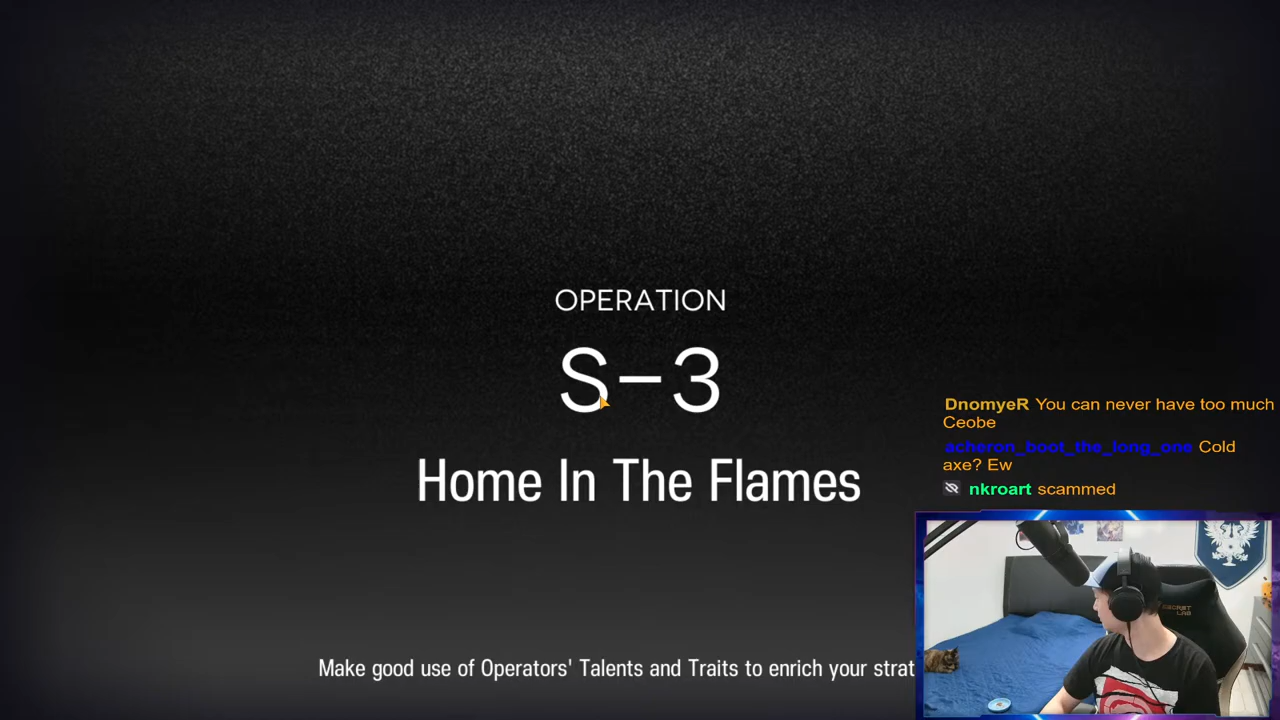 OPERATION
S-3
Home In The Flames
DnomyeR You can never have too much
Ceobe
acheron_boot_the_long_one Cold
axe? Ew
nkroart scammed
Make good use of Operators' Talents and Traits to enrich your strat